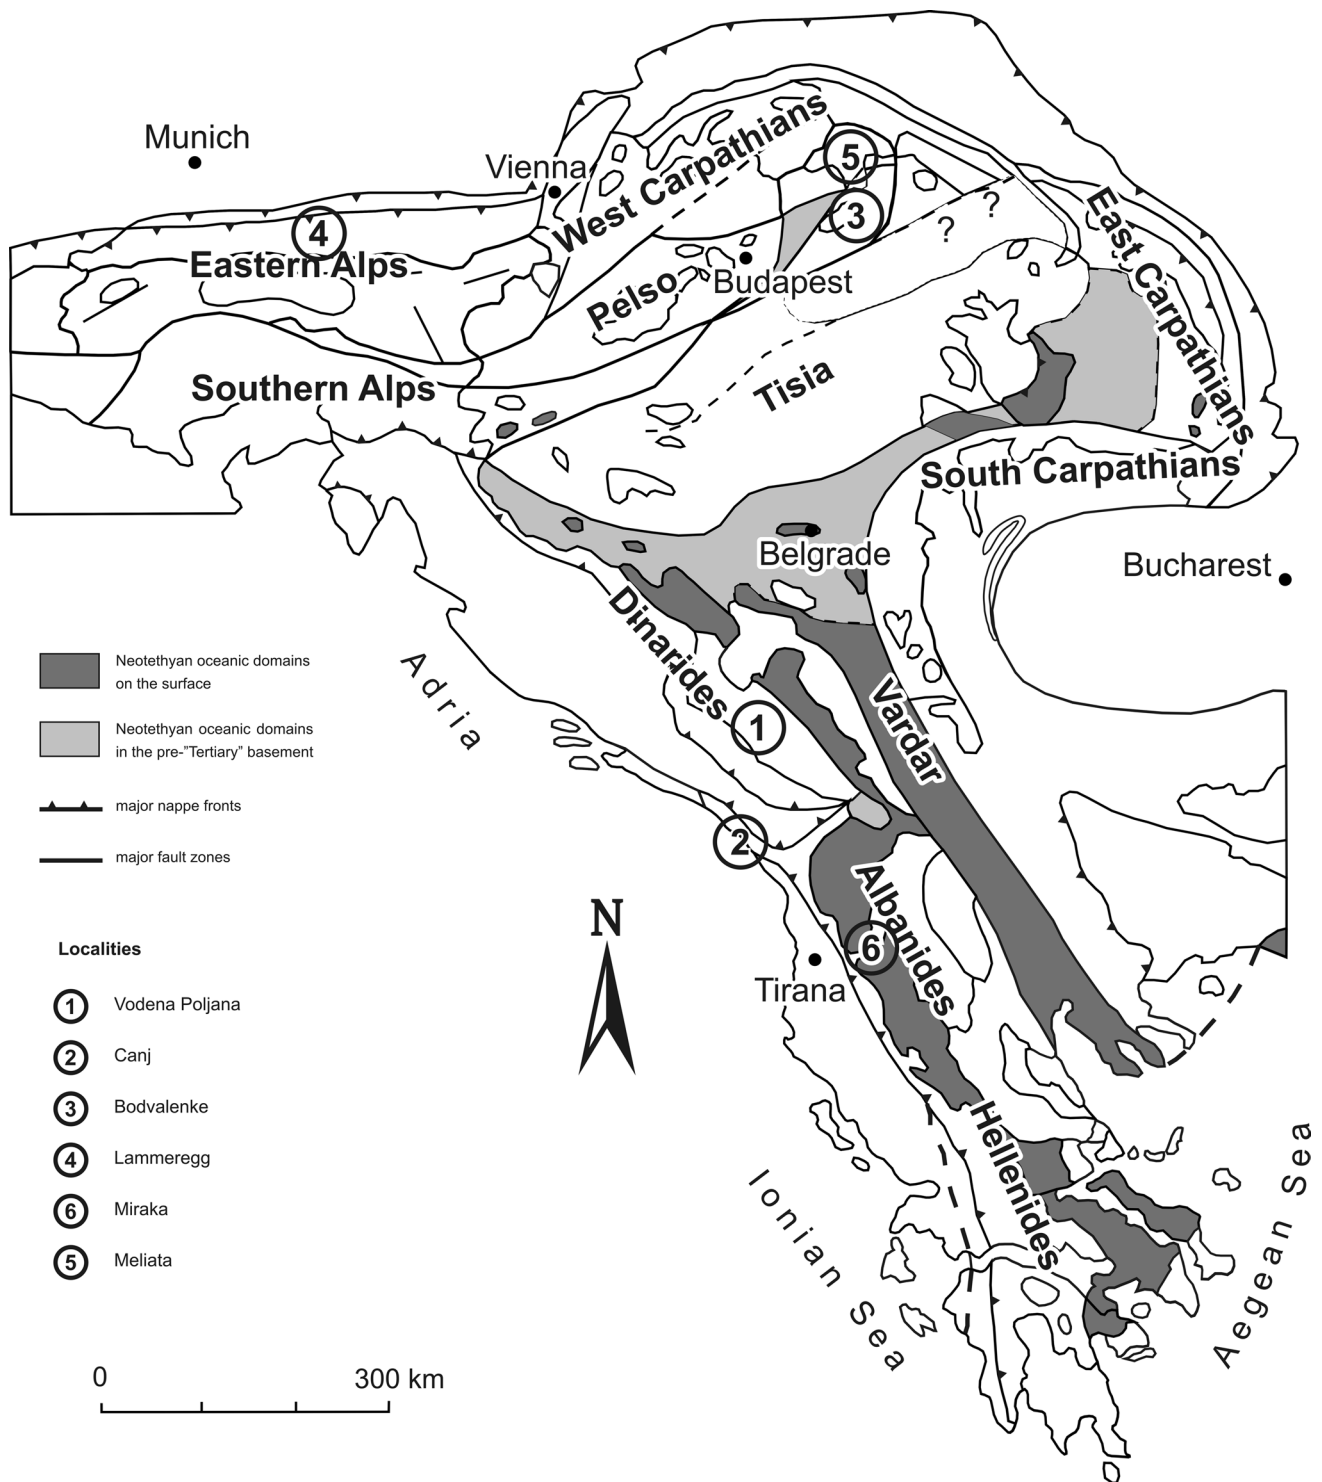 Munich
Vienna
West Carpathians
5
3
?
?
4
Eastern Alps
Pelso
Budapest
East Carpathians
Southern Alps
Tisia
South Carpathians
Belgrade
Bucharest
Dinarides
Adria
Vardar
1
2
Albanides
6
Tirana
N
Hellenides
Ionian Sea
Aegean Sea
Neotethyan oceanic domains
on the surface
Neotethyan oceanic domains
in the pre-"Tertiary" basement
major nappe fronts
major fault zones
Localities
1 Vodena Poljana
2 Canj
3 Bodvalenke
4 Lammeregg
6 Miraka
5 Meliata
0 300 km